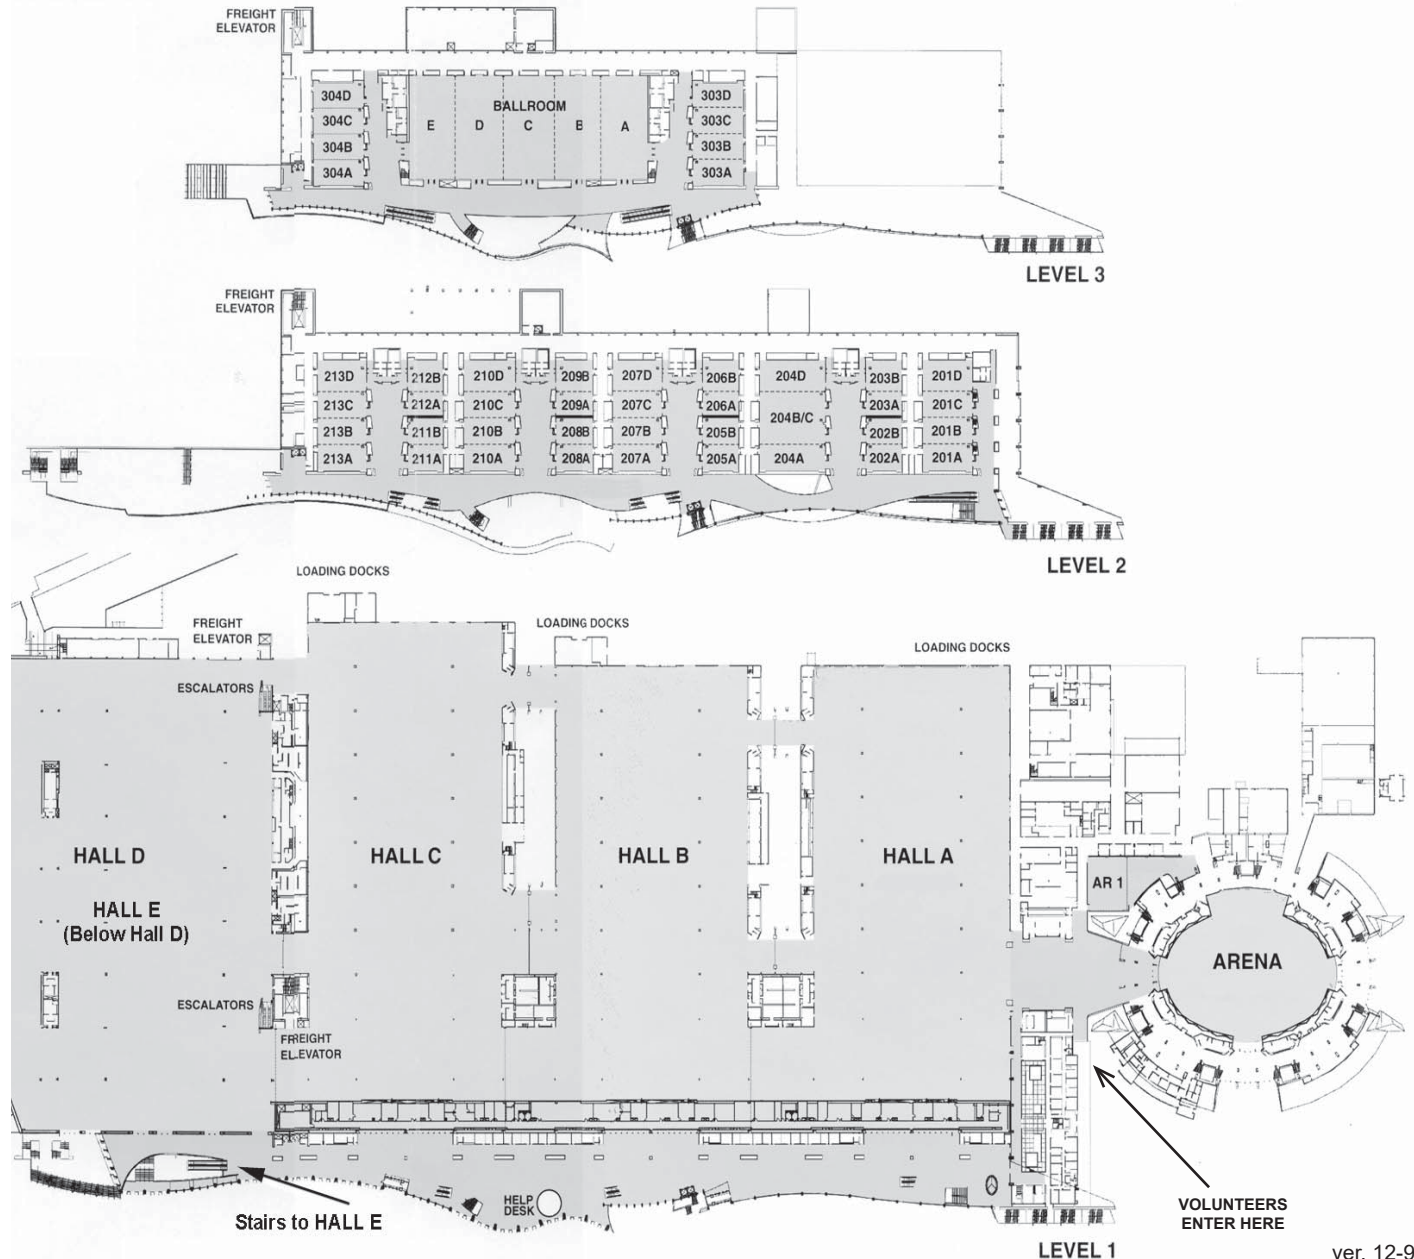 FREIGHT
ELEVATOR
304D
304C
304B
304A
BALLROOM
E D C B A
303D
303C
303B
303A
LEVEL 3
FREIGHT
ELEVATOR
213D 212B 210D 209B 207D 206B 204D 203B 201D
213C 212A 210C 209A 207C 206A 204B/C 203A 201C
213B 211B 210B 208B 207B 205B 202B 201B
213A 211A 210A 208A 207A 205A 204A 202A 201A
LEVEL 2
LOADING DOCKS
FREIGHT
ELEVATOR
LOADING DOCKS
LOADING DOCKS
ESCALATORS
HALL D
HALL E
(Below Hall D)
HALL C
HALL B
HALL A
AR 1
ARENA
ESCALATORS
FREIGHT
ELEVATOR
HELP
DESK
Stairs to HALL E
VOLUNTEERS
ENTER HERE
LEVEL 1
ver. 12-9